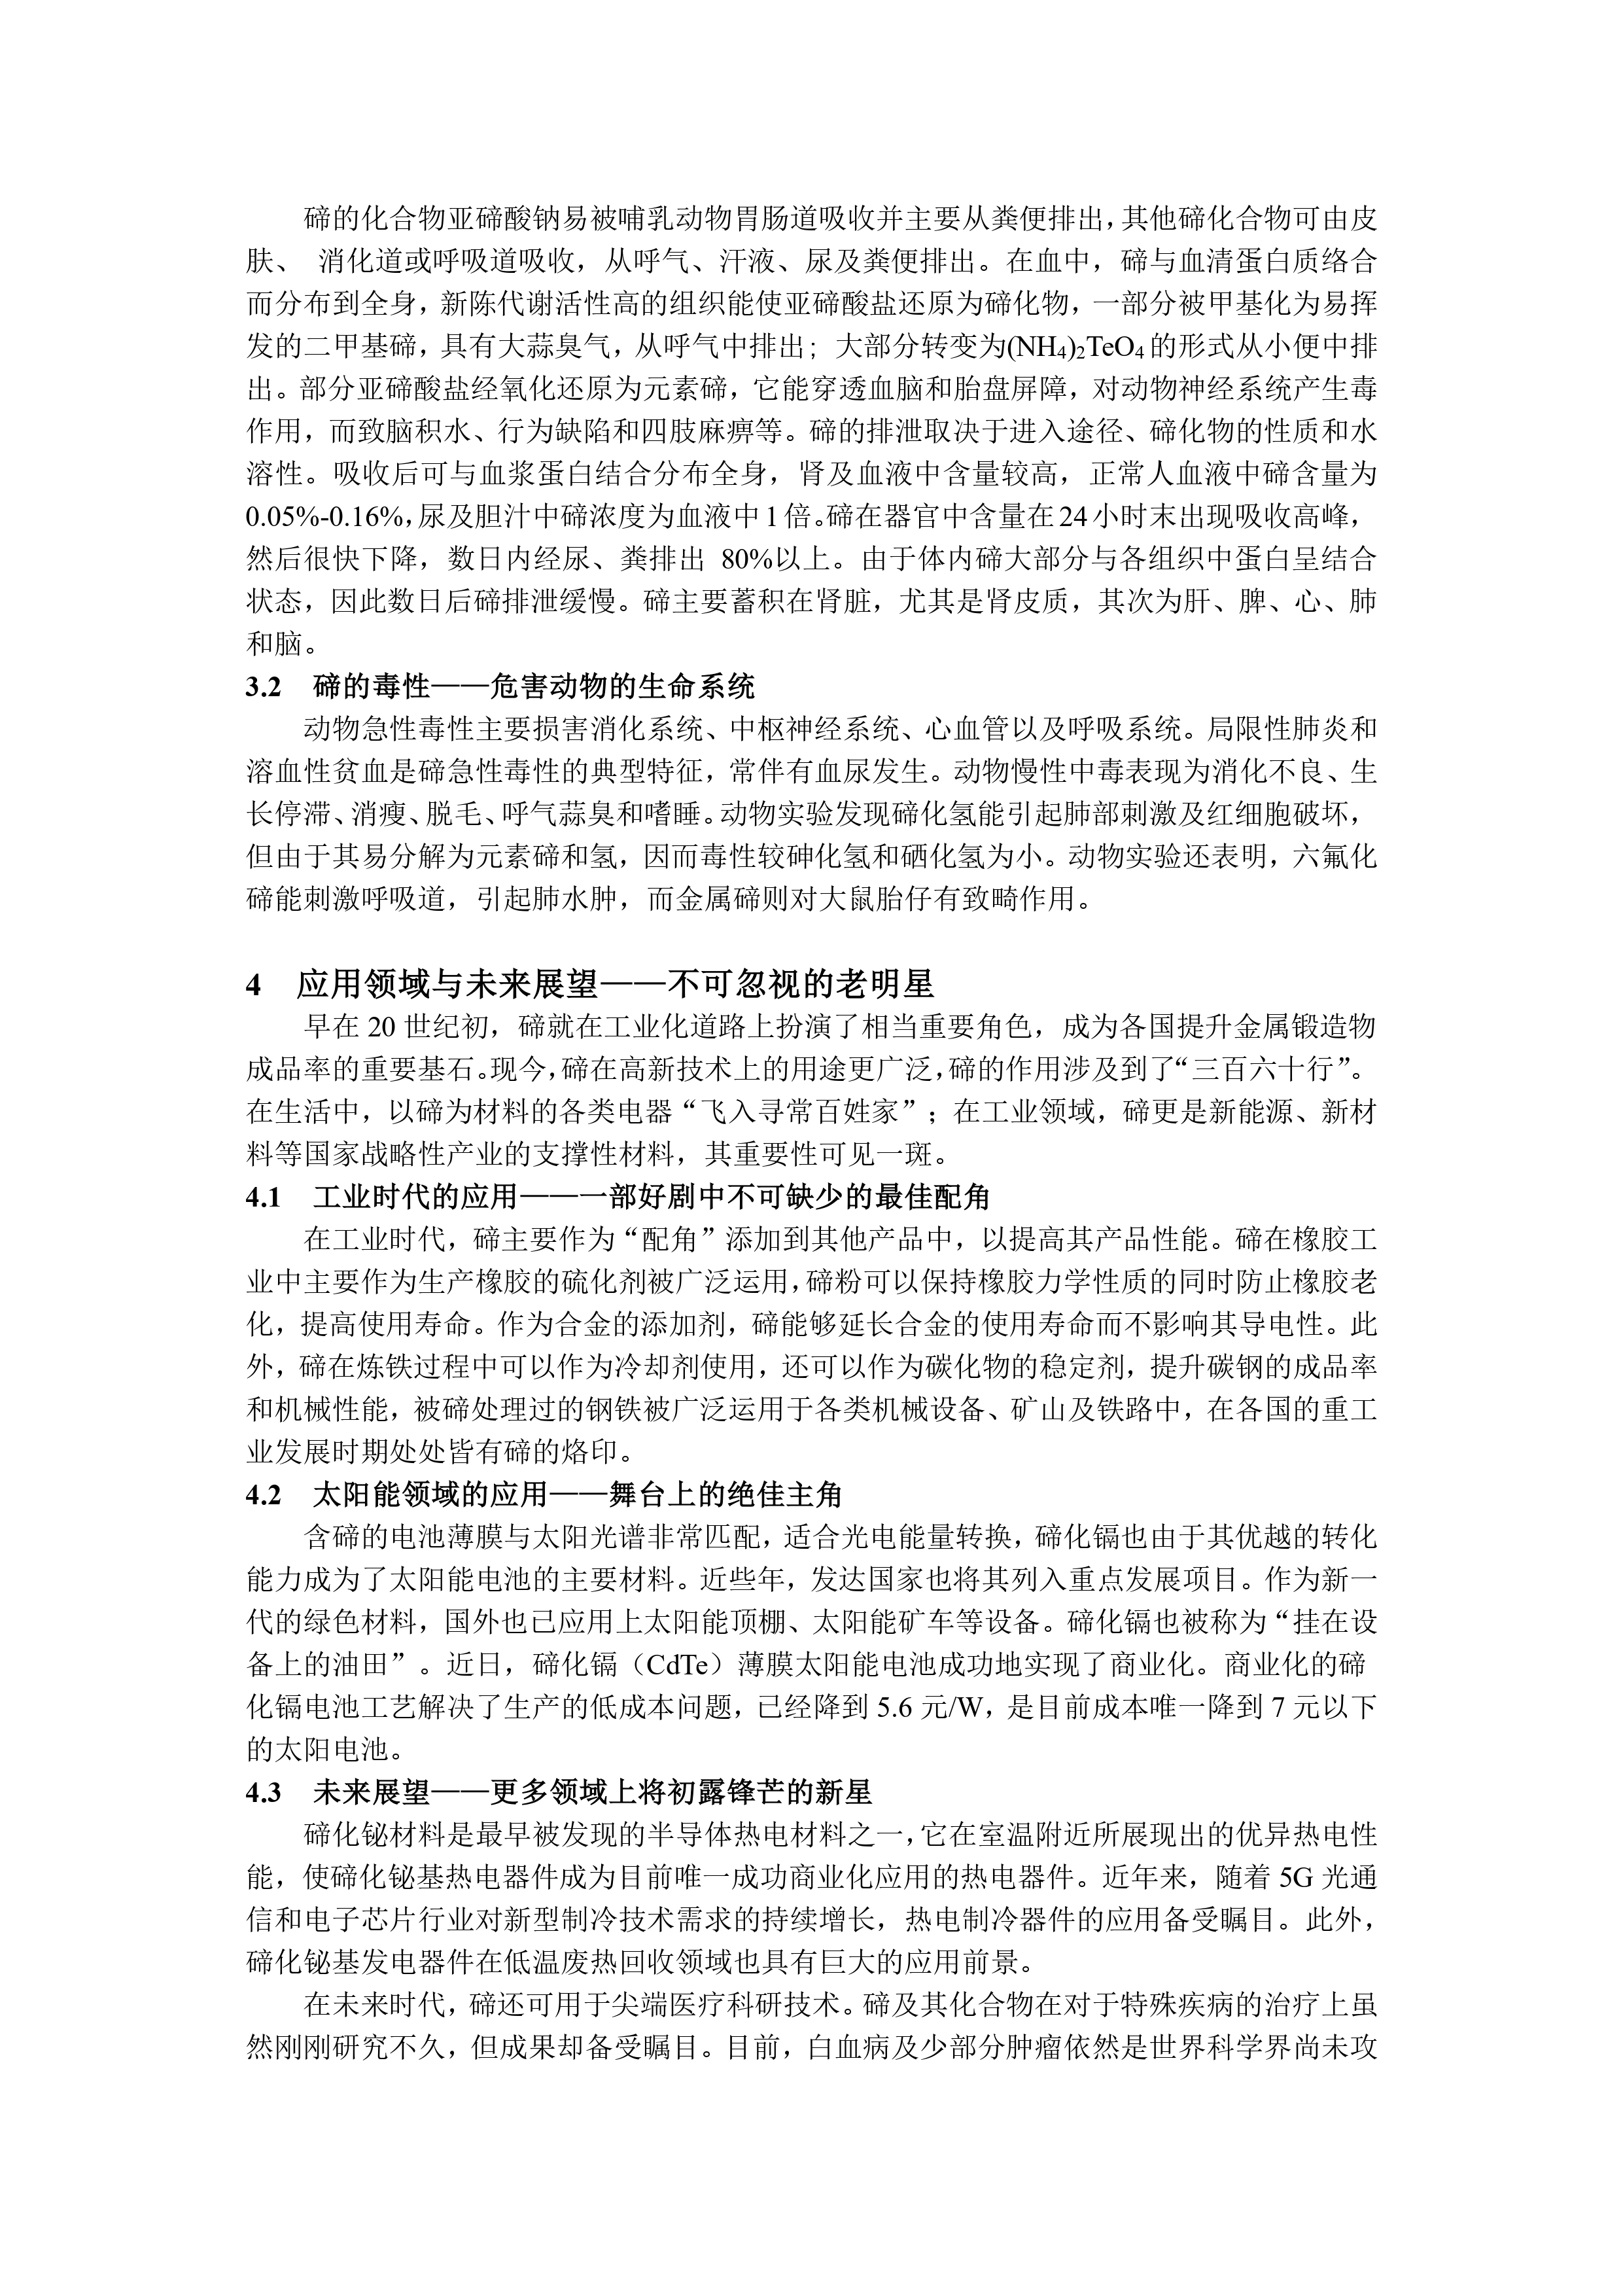 碲的化合物亚碲酸钠易被哺乳动物胃肠道吸收并主要从粪便排出，其他碲化合物可由皮
肤、 消化道或呼吸道吸收，从呼气、汗液、尿及粪便排出。在血中，碲与血清蛋白质络合
而分布到全身，新陈代谢活性高的组织能使亚碲酸盐还原为碲化物，一部分被甲基化为易挥
发的二甲基碲，具有大蒜臭气，从呼气中排出；大部分转变为(NH₄)₂TeO₄的形式从小便中排
出。部分亚碲酸盐经氧化还原为元素碲，它能穿透血脑和胎盘屏障，对动物神经系统产生毒
作用，而致脑积水、行为缺陷和四肢麻痹等。碲的排泄取决于进入途径、碲化物的性质和水
溶性。吸收后可与血浆蛋白结合分布全身，肾及血液中含量较高，正常人血液中碲含量为
0.05%-0.16%，尿及胆汁中碲浓度为血液中1倍。碲在器官中含量在24小时末出现吸收高峰，
然后很快下降，数日内经尿、粪排出 80%以上。由于体内碲大部分与各组织中蛋白呈结合
状态，因此数日后碲排泄缓慢。碲主要蓄积在肾脏，尤其是肾皮质，其次为肝、脾、心、肺
和脑。
3.2 碲的毒性——危害动物的生命系统
动物急性毒性主要损害消化系统、中枢神经系统、心血管以及呼吸系统。局限性肺炎和
溶血性贫血是碲急性毒性的典型特征，常伴有血尿发生。动物慢性中毒表现为消化不良、生
长停滞、消瘦、脱毛、呼气蒜臭和嗜睡。动物实验发现碲化氢能引起肺部刺激及红细胞破坏，
但由于其易分解为元素碲和氢，因而毒性较砷化氢和硒化氢为小。动物实验还表明，六氟化
碲能刺激呼吸道，引起肺水肿，而金属碲则对大鼠胎仔有致畸作用。
4 应用领域与未来展望——不可忽视的老明星
早在 20 世纪初，碲就在工业化道路上扮演了相当重要角色，成为各国提升金属锻造物
成品率的重要基石。现今，碲在高新技术上的用途更广泛，碲的作用涉及到了“三百六十行”。
在生活中，以碲为材料的各类电器“飞入寻常百姓家”；在工业领域，碲更是新能源、新材
料等国家战略性产业的支撑性材料，其重要性可见一斑。
4.1 工业时代的应用——一部好剧中不可缺少的最佳配角
在工业时代，碲主要作为“配角”添加到其他产品中，以提高其产品性能。碲在橡胶工
业中主要作为生产橡胶的硫化剂被广泛运用，碲粉可以保持橡胶力学性质的同时防止橡胶老
化，提高使用寿命。作为合金的添加剂，碲能够延长合金的使用寿命而不影响其导电性。此
外，碲在炼铁过程中可以作为冷却剂使用，还可以作为碳化物的稳定剂，提升碳钢的成品率
和机械性能，被碲处理过的钢铁被广泛运用于各类机械设备、矿山及铁路中，在各国的重工
业发展时期处处皆有碲的烙印。
4.2 太阳能领域的应用——舞台上的绝佳主角
含碲的电池薄膜与太阳光谱非常匹配，适合光电能量转换，碲化镉也由于其优越的转化
能力成为了太阳能电池的主要材料。近些年，发达国家也将其列入重点发展项目。作为新一
代的绿色材料，国外也已应用上太阳能顶棚、太阳能矿车等设备。碲化镉也被称为“挂在设
备上的油田”。近日，碲化镉（CdTe）薄膜太阳能电池成功地实现了商业化。商业化的碲
化镉电池工艺解决了生产的低成本问题，已经降到 5.6 元/W，是目前成本唯一降到 7 元以下
的太阳电池。
4.3 未来展望——更多领域上将初露锋芒的新星
碲化铋材料是最早被发现的半导体热电材料之一，它在室温附近所展现出的优异热电性
能，使碲化铋基热电器件成为目前唯一成功商业化应用的热电器件。近年来，随着 5G 光通
信和电子芯片行业对新型制冷技术需求的持续增长，热电制冷器件的应用备受瞩目。此外，
碲化铋基发电器件在低温废热回收领域也具有巨大的应用前景。
在未来时代，碲还可用于尖端医疗科研技术。碲及其化合物在对于特殊疾病的治疗上虽
然刚刚研究不久，但成果却备受瞩目。目前，白血病及少部分肿瘤依然是世界科学界尚未攻